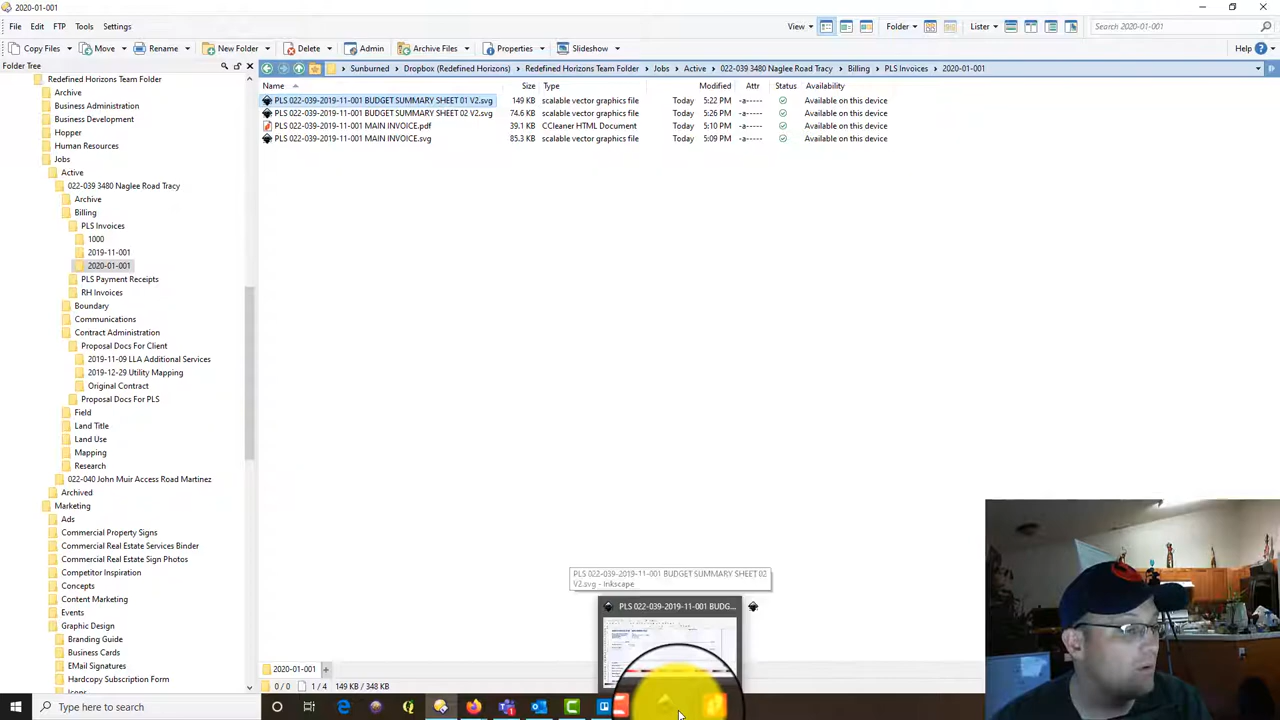 2020-01-001
File Edit FTP Tools Settings View Folder Lister Search 2020-01-001
Copy Files Move Rename New Folder Delete Admin Archive Files Properties Slideshow Help
Folder Tree Sunburned Dropbox (Redefined Horizons) Redefined Horizons Team Folder Jobs Active 022-039 3480 Naglee Road Tracy Billing PLS Invoices 2020-01-001
Name Size Type Modified Attr Status Availability
PLS 022-039-2019-11-001 BUDGET SUMMARY SHEET 01 V2.svg 149 KB scalable vector graphics file Today 5:22 PM -a----- Available on this device
PLS 022-039-2019-11-001 BUDGET SUMMARY SHEET 02 V2.svg 74.6 KB scalable vector graphics file Today 5:26 PM -a----- Available on this device
PLS 022-039-2019-11-001 MAIN INVOICE.pdf 39.1 KB CCleaner HTML Document Today 5:10 PM -a----- Available on this device
PLS 022-039-2019-11-001 MAIN INVOICE.svg 85.3 KB scalable vector graphics file Today 5:09 PM -a----- Available on this device
Redefined Horizons Team Folder
Archive
Business Administration
Business Development
Hopper
Human Resources
Jobs
Active
022-039 3480 Naglee Road Tracy
Archive
Billing
PLS Invoices
1000
2019-11-001
2020-01-001
PLS Payment Receipts
RH Invoices
Boundary
Communications
Contract Administration
Proposal Docs For Client
2019-11-09 LLA Additional Services
2019-12-29 Utility Mapping
Original Contract
Proposal Docs For PLS
Field
Land Title
Land Use
Mapping
Research
022-040 John Muir Access Road Martinez
Archived
Marketing
Ads
Commercial Property Signs
Commercial Real Estate Services Binder
Commercial Real Estate Sign Photos
Competitor Inspiration
Concepts
Content Marketing
Events
Graphic Design
Branding Guide
Business Cards
EMail Signatures
Hardcopy Subscription Form
PLS 022-039-2019-11-001 BUDGET SUMMARY SHEET 02
V2.svg - Inkscape
PLS 022-039-2019-11-001 BUDG...
2020-01-001
0/0 1/4 149 KB / 348 KB
Type here to search